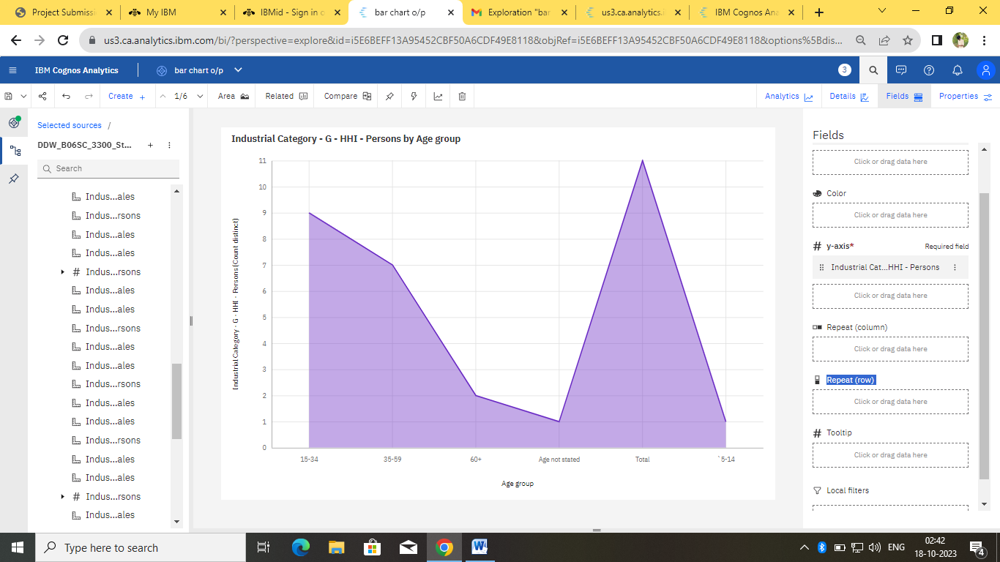 Project Submissi
My IBM
IBMid - Sign in o
bar chart o/p
Exploration "bar
us3.ca.analytics.i
IBM Cognos Ana
us3.ca.analytics.ibm.com/bi/?perspective=explore&id=i5E6BEFF13A95452CBF50A6CDF49E8118&objRef=i5E6BEFF13A95452CBF50A6CDF49E8118&options%5Bdis...
IBM Cognos Analytics
bar chart o/p
3
Create +
1/6
Area
Related
Compare
Analytics
Details
Fields
Properties
Selected sources /
DDW_B06SC_3300_St...
Search
Indus...ales
Indus...rsons
Indus...ales
Indus...ales
# Indus...rsons
Indus...ales
Indus...ales
Indus...rsons
Indus...ales
Indus...ales
Indus...rsons
Indus...ales
Indus...ales
Indus...rsons
Indus...ales
Indus...ales
# Indus...rsons
Indus...ales
Industrial Category - G - HHI - Persons by Age group
Industrial Category - G - HHI - Persons (Count distinct)
11
10
9
8
7
6
5
4
3
2
1
0
15-34
35-59
60+
Age not stated
Total
`5-14
Age group
Fields
Click or drag data here
Color
Click or drag data here
# y-axis*
Required field
Industrial Cat...HHI - Persons
Click or drag data here
Repeat (column)
Click or drag data here
Repeat (row)
Click or drag data here
# Tooltip
Click or drag data here
Local filters
Type here to search
W
ENG
02:42
18-10-2023
4